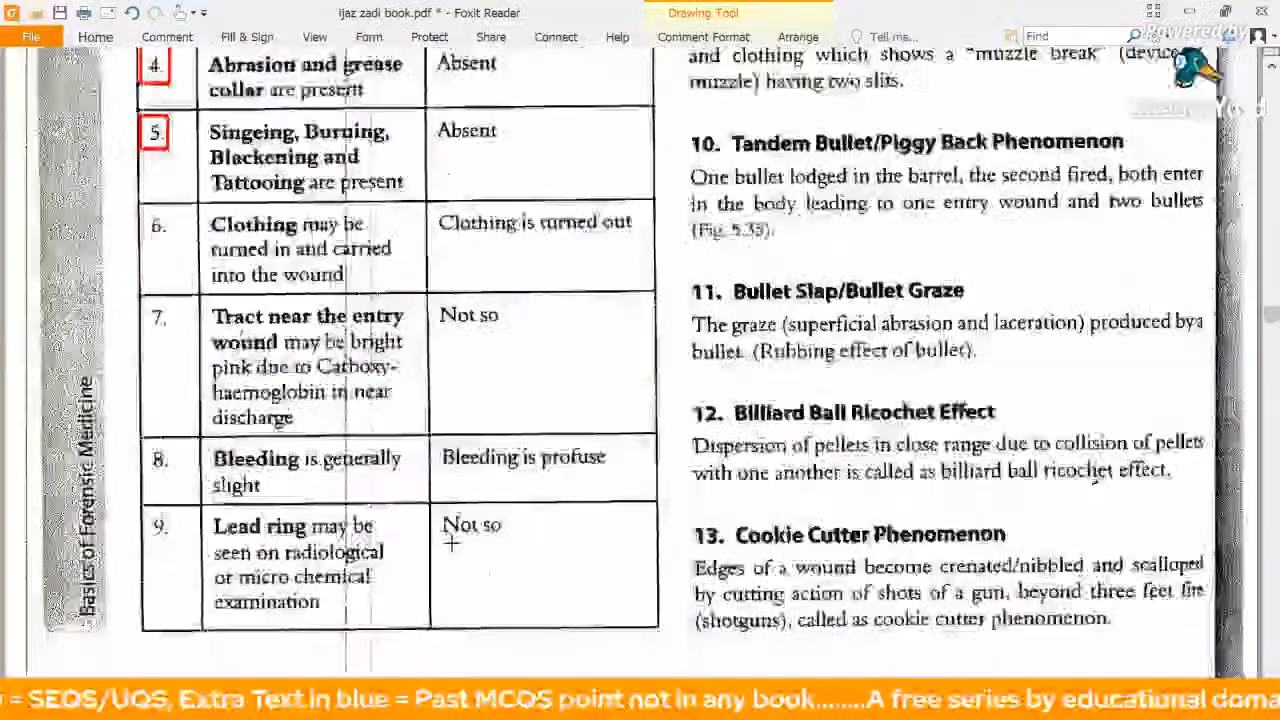 ijaz zadi book.pdf * - Foxit Reader
Drawing Tool
File Home Comment Fill & Sign View Form Protect Share Connect Help Comment Format Arrange Tell me... Find
Powered by
4. Abrasion and grease Absent
collar are present
5. Singeing, Burning, Absent
Blackening and
Tattooing are present
6. Clothing may be Clothing is turned out
turned in and carried
into the wound
7. Tract near the entry Not so
wound may be bright
pink due to Carboxy-
haemoglobin in near
discharge
8. Bleeding is generally Bleeding is profuse
slight
9. Lead ring may be Not so
seen on radiological
or micro chemical
examination
Basics of Forensic Medicine
and clothing which shows a "muzzle break" (device
muzzle) having two slits.
10. Tandem Bullet/Piggy Back Phenomenon
One bullet lodged in the barrel, the second fired, both enter
in the body leading to one entry wound and two bullets
(Fig. 5.33).
11. Bullet Slap/Bullet Graze
The graze (superficial abrasion and laceration) produced by a
bullet. (Rubbing effect of bullet).
12. Billiard Ball Ricochet Effect
Dispersion of pellets in close range due to collision of pellets
with one another is called as billiard ball ricochet effect.
13. Cookie Cutter Phenomenon
Edges of a wound become crenated/nibbled and scalloped
by cutting action of shots of a gun, beyond three feet fire
(shotguns), called as cookie cutter phenomenon.
= SEQS/UQS, Extra Text in blue = Past MCQS point not in any book........A free series by educational doma